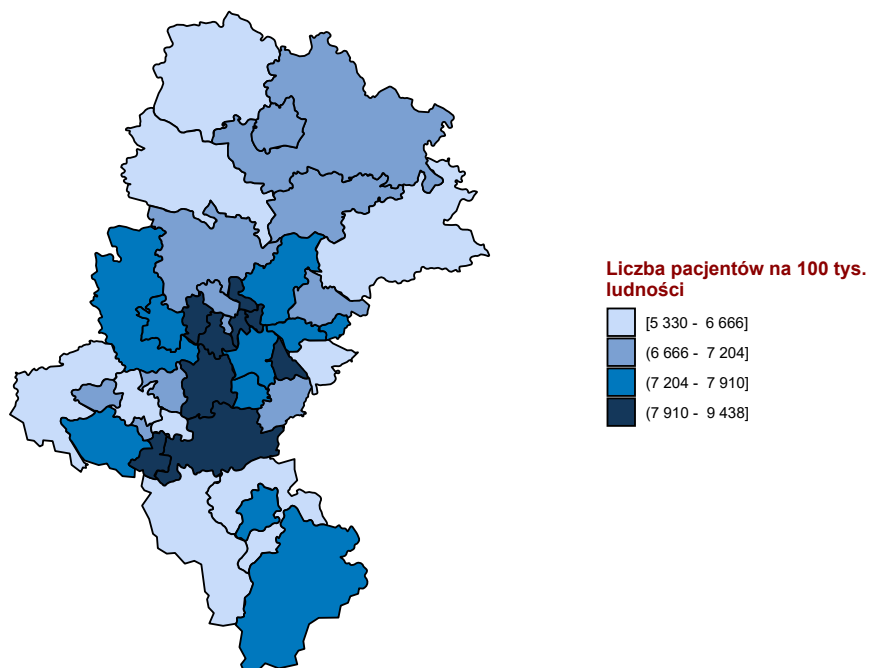 Liczba pacjentów na 100 tys.
ludności
[5 330 - 6 666]
(6 666 - 7 204]
(7 204 - 7 910]
(7 910 - 9 438]